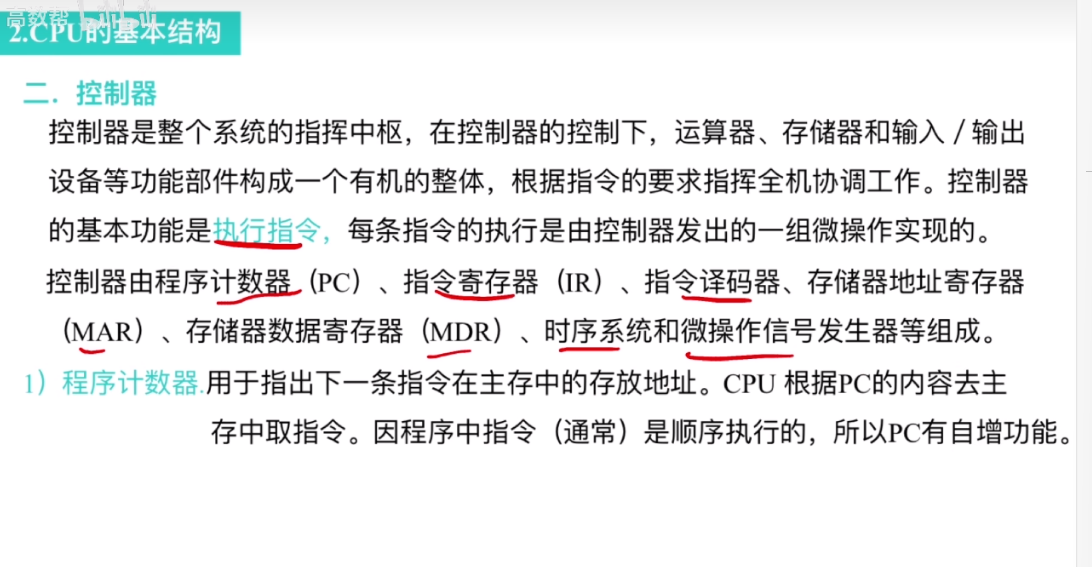 高数帮
2.CPU的基本结构
二．控制器
控制器是整个系统的指挥中枢，在控制器的控制下，运算器、存储器和输入／输出
设备等功能部件构成一个有机的整体，根据指令的要求指挥全机协调工作。控制器
的基本功能是执行指令，每条指令的执行是由控制器发出的一组微操作实现的。
控制器由程序计数器（PC）、指令寄存器（IR）、指令译码器、存储器地址寄存器
（MAR）、存储器数据寄存器（MDR）、时序系统和微操作信号发生器等组成。
1）程序计数器.用于指出下一条指令在主存中的存放地址。CPU 根据PC的内容去主
存中取指令。因程序中指令（通常）是顺序执行的，所以PC有自增功能。